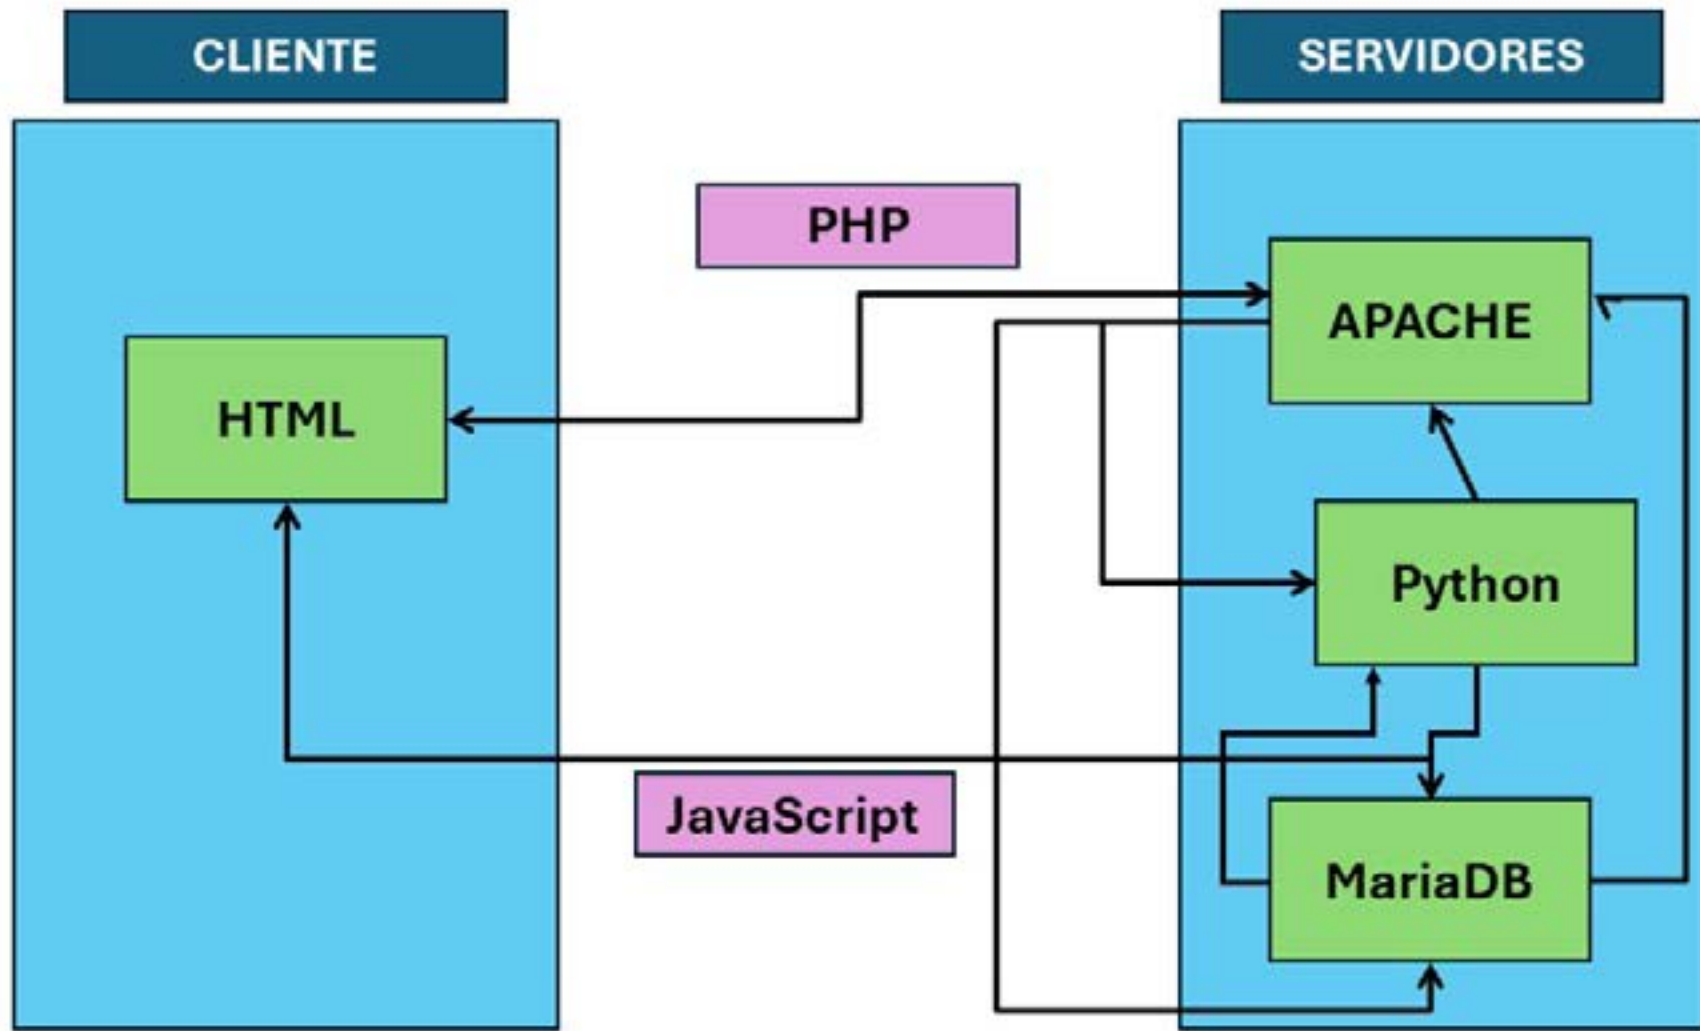 CLIENTE
SERVIDORES
PHP
APACHE
HTML
Python
JavaScript
MariaDB